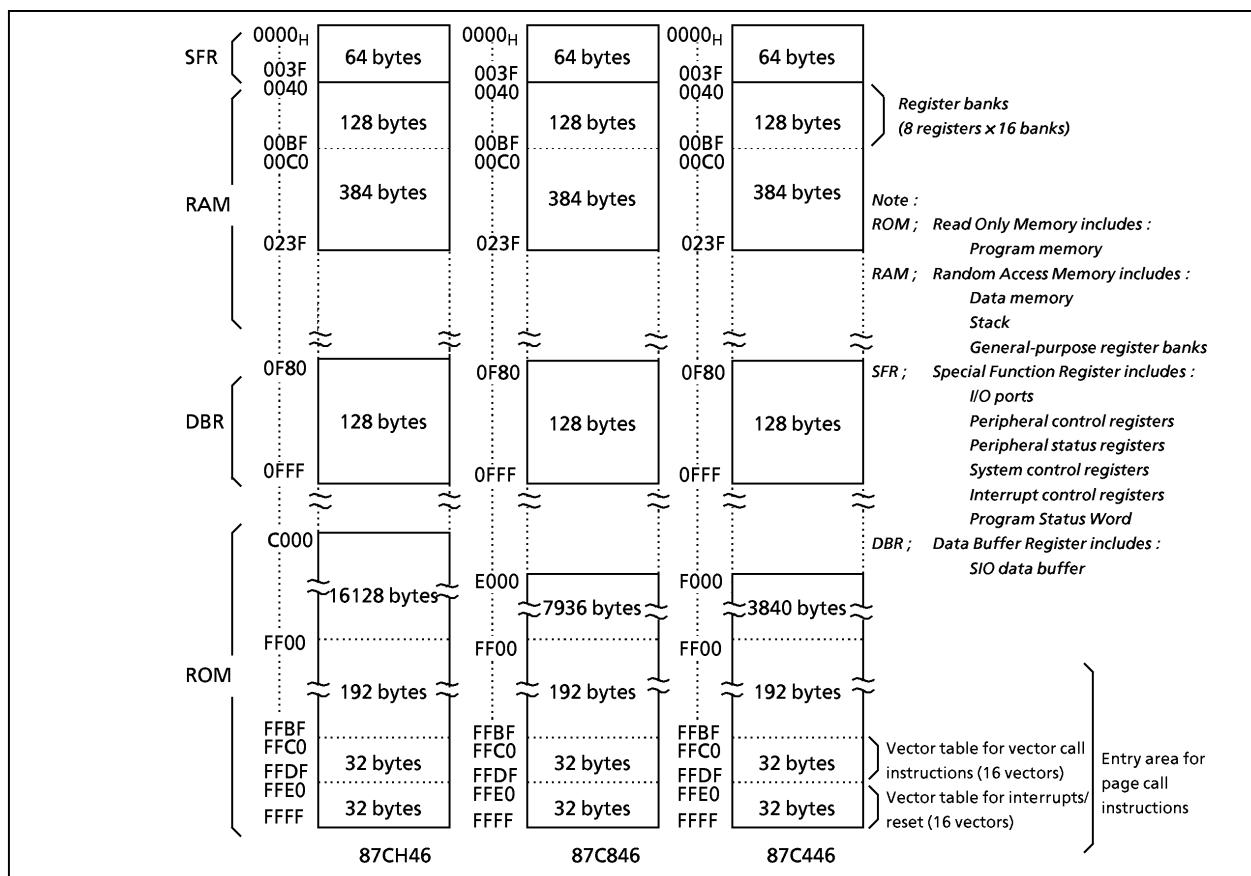 SFR
RAM
DBR
ROM
0000H
003F
0040
00BF
00C0
023F
0F80
0FFF
C000
FF00
FFBF
FFC0
FFDF
FFE0
FFFF
64 bytes
128 bytes
384 bytes
128 bytes
16128 bytes
192 bytes
32 bytes
32 bytes
87CH46
0000H
003F
0040
00BF
00C0
023F
0F80
0FFF
E000
FF00
FFBF
FFC0
FFDF
FFE0
FFFF
64 bytes
128 bytes
384 bytes
128 bytes
7936 bytes
192 bytes
32 bytes
32 bytes
87C846
0000H
003F
0040
00BF
00C0
023F
0F80
0FFF
F000
FF00
FFBF
FFC0
FFDF
FFE0
FFFF
64 bytes
128 bytes
384 bytes
128 bytes
3840 bytes
192 bytes
32 bytes
32 bytes
87C446
Register banks
(8 registers × 16 banks)
Note :
ROM ; Read Only Memory includes :
Program memory
RAM ; Random Access Memory includes :
Data memory
Stack
General-purpose register banks
SFR ; Special Function Register includes :
I/O ports
Peripheral control registers
Peripheral status registers
System control registers
Interrupt control registers
Program Status Word
DBR ; Data Buffer Register includes :
SIO data buffer
Vector table for vector call
instructions (16 vectors)
Vector table for interrupts/
reset (16 vectors)
Entry area for
page call
instructions